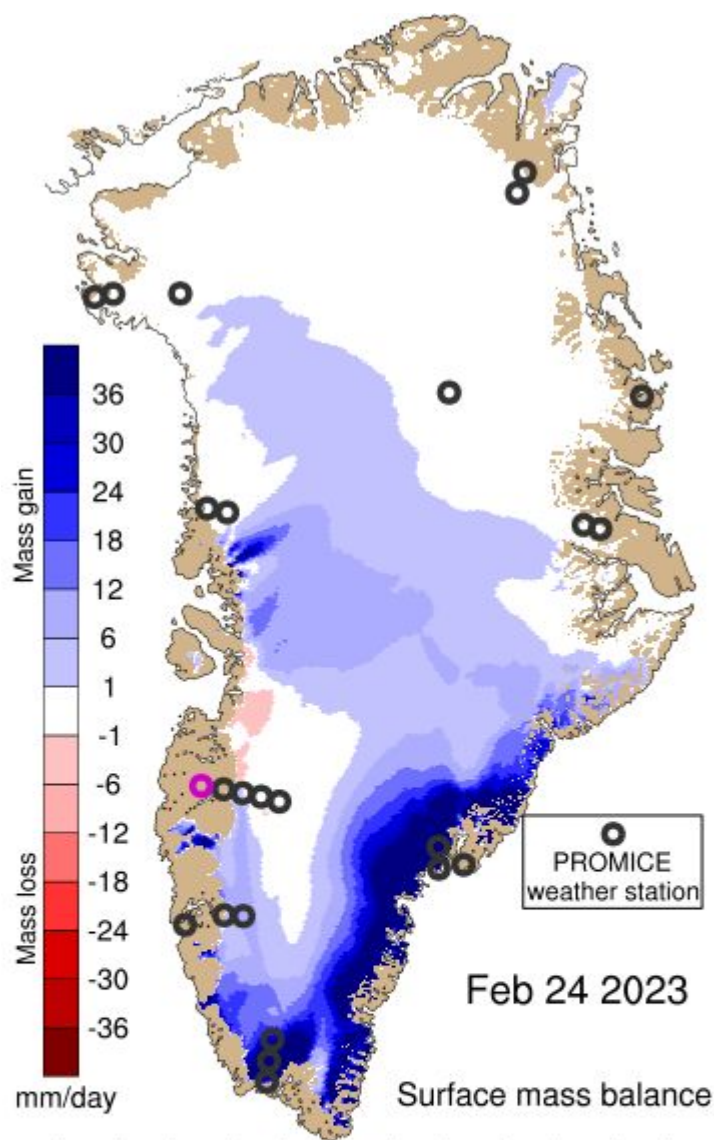 Mass gain
36
30
24
18
12
6
1
-1
-6
-12
-18
-24
-30
-36
Mass loss
mm/day
PROMICE
weather station
Feb 24 2023
Surface mass balance